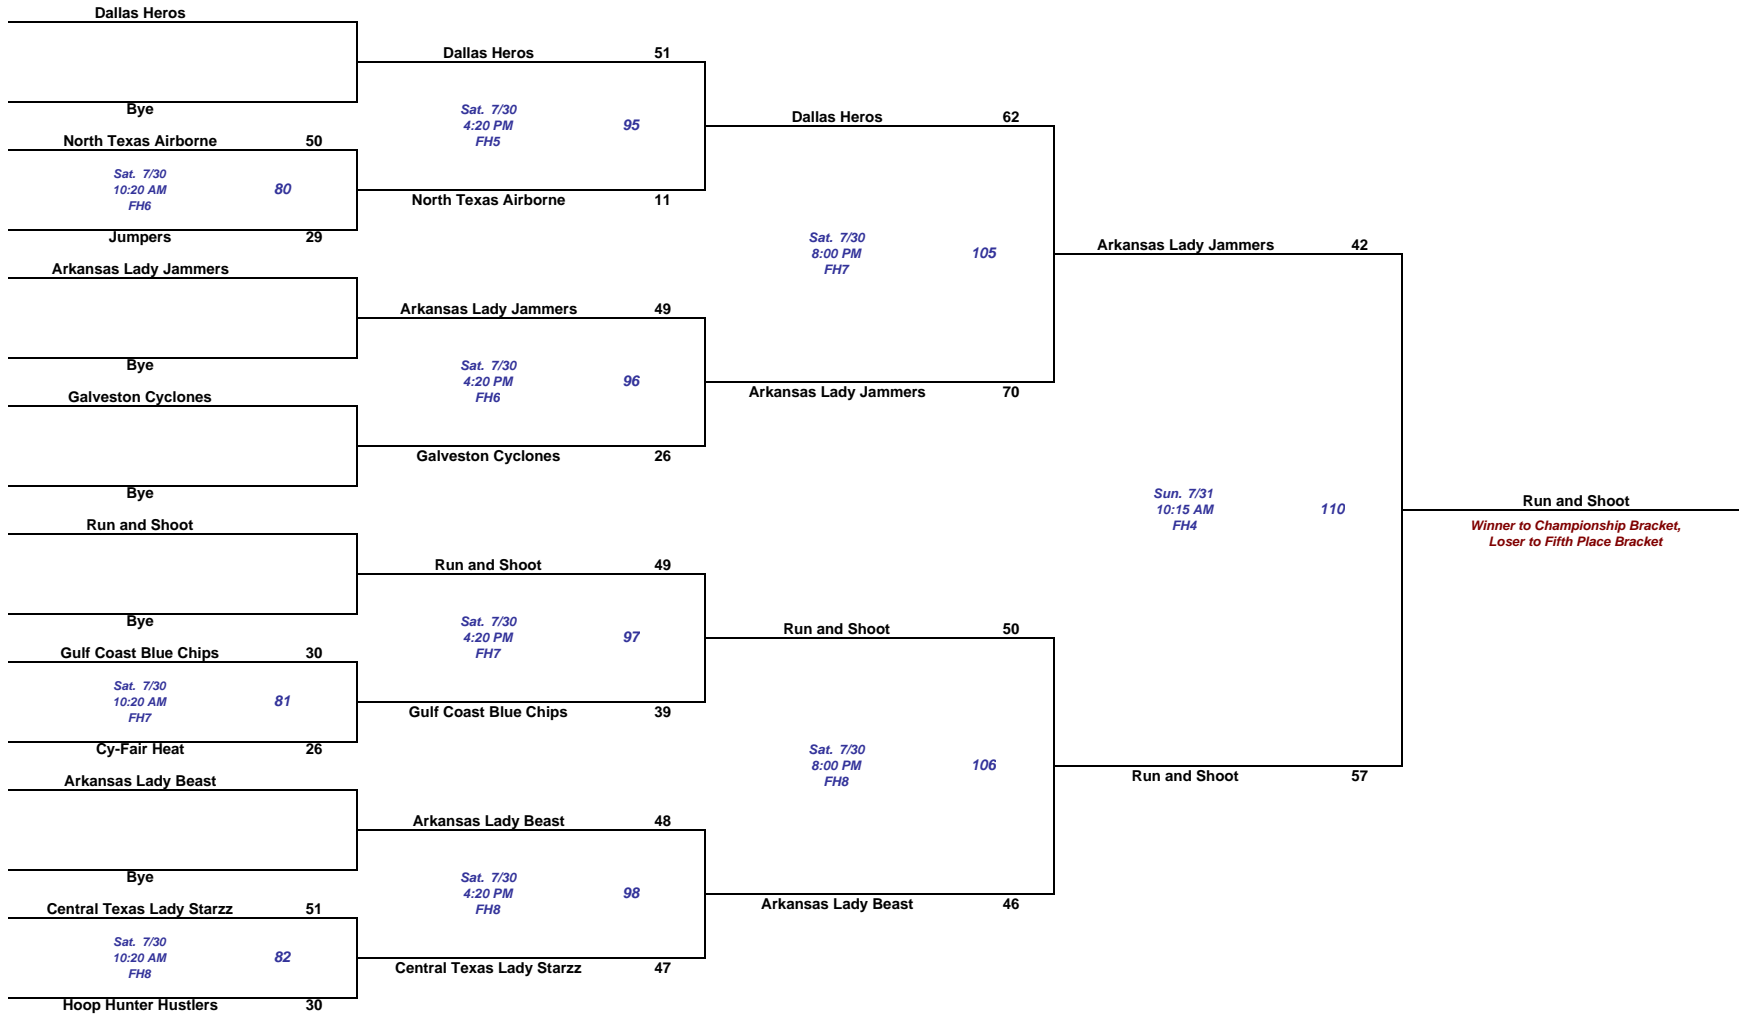 Dallas Heros
Bye
North Texas Airborne 50
Sat. 7/30
10:20 AM
FH6
80
Jumpers 29
Arkansas Lady Jammers
Bye
Galveston Cyclones
Bye
Run and Shoot
Bye
Gulf Coast Blue Chips 30
Sat. 7/30
10:20 AM
FH7
81
Cy-Fair Heat 26
Arkansas Lady Beast
Bye
Central Texas Lady Starzz 51
Sat. 7/30
10:20 AM
FH8
82
Hoop Hunter Hustlers 30
Dallas Heros 51
Sat. 7/30
4:20 PM
FH5
95
North Texas Airborne 11
Arkansas Lady Jammers 49
Sat. 7/30
4:20 PM
FH6
96
Galveston Cyclones 26
Run and Shoot 49
Sat. 7/30
4:20 PM
FH7
97
Gulf Coast Blue Chips 39
Arkansas Lady Beast 48
Sat. 7/30
4:20 PM
FH8
98
Central Texas Lady Starzz 47
Dallas Heros 62
Sat. 7/30
8:00 PM
FH7
105
Arkansas Lady Jammers 70
Run and Shoot 50
Sat. 7/30
8:00 PM
FH8
106
Arkansas Lady Beast 46
Arkansas Lady Jammers 42
Sun. 7/31
10:15 AM
FH4
110
Run and Shoot 57
Run and Shoot
Winner to Championship Bracket,
Loser to Fifth Place Bracket